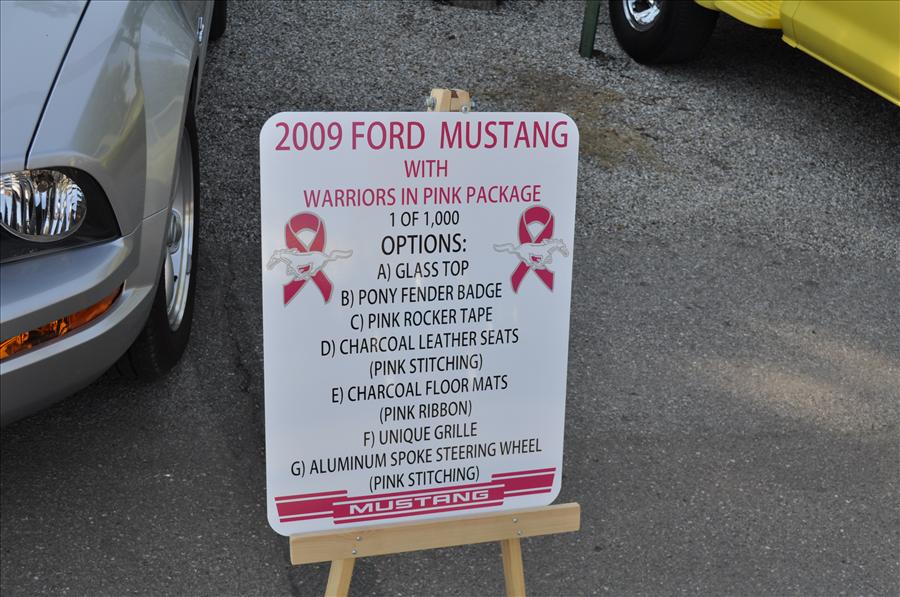 2009 FORD MUSTANG
WITH
WARRIORS IN PINK PACKAGE
1 OF 1,000
OPTIONS:
A) GLASS TOP
B) PONY FENDER BADGE
C) PINK ROCKER TAPE
D) CHARCOAL LEATHER SEATS
(PINK STITCHING)
E) CHARCOAL FLOOR MATS
(PINK RIBBON)
F) UNIQUE GRILLE
G) ALUMINUM SPOKE STEERING WHEEL
(PINK STITCHING)
MUSTANG